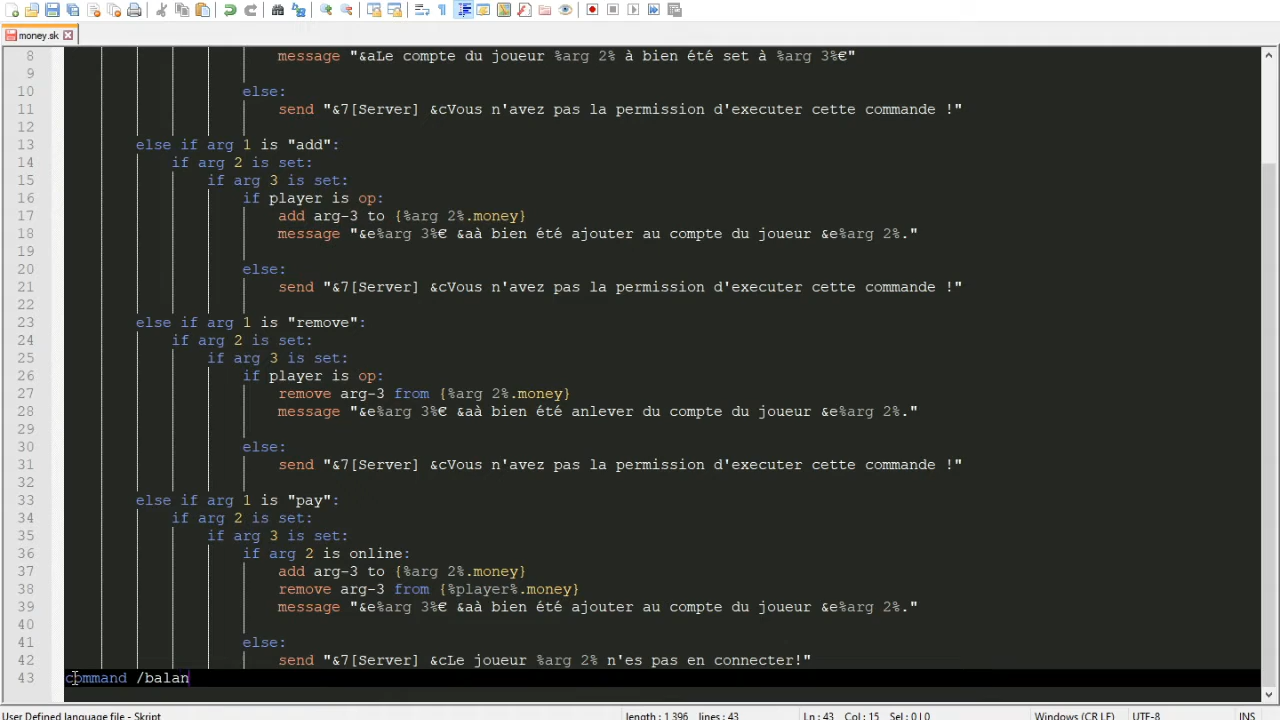 money.sk
8 message "&aLe compte du joueur %arg 2% à bien été set à %arg 3%€"
9
10 else:
11 send "&7[Server] &cVous n'avez pas la permission d'executer cette commande !"
12
13 else if arg 1 is "add":
14 if arg 2 is set:
15 if arg 3 is set:
16 if player is op:
17 add arg-3 to {%arg 2%.money}
18 message "&e%arg 3%€ &aà bien été ajouter au compte du joueur &e%arg 2%."
19
20 else:
21 send "&7[Server] &cVous n'avez pas la permission d'executer cette commande !"
22
23 else if arg 1 is "remove":
24 if arg 2 is set:
25 if arg 3 is set:
26 if player is op:
27 remove arg-3 from {%arg 2%.money}
28 message "&e%arg 3%€ &aà bien été anlever du compte du joueur &e%arg 2%."
29
30 else:
31 send "&7[Server] &cVous n'avez pas la permission d'executer cette commande !"
32
33 else if arg 1 is "pay":
34 if arg 2 is set:
35 if arg 3 is set:
36 if arg 2 is online:
37 add arg-3 to {%arg 2%.money}
38 remove arg-3 from {%player%.money}
39 message "&e%arg 3%€ &aà bien été ajouter au compte du joueur &e%arg 2%."
40
41 else:
42 send "&7[Server] &cLe joueur %arg 2% n'es pas en connecter!"
43 command /balan
User Defined language file - Skript length : 1 396 lines : 43 Ln : 43 Col : 15 Sel : 0 | 0 Windows (CR LF) UTF-8 INS